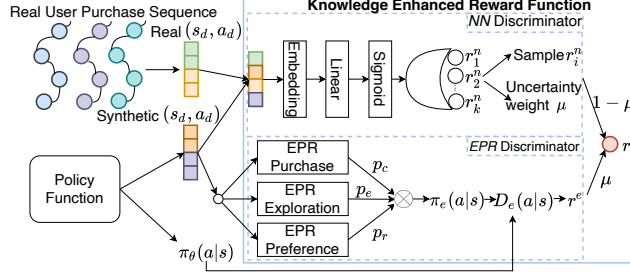 Knowledge Enhanced Reward Function
Real User Purchase Sequence
NN Discriminator
Real (s_d, a_d)
Embedding
Linear
Sigmoid
r_1^n
r_2^n
r_k^n
Sample r_i^n
Uncertainty
weight μ
1 − μ
Synthetic (s_d, a_d)
EPR Discriminator
r
μ
EPR
Purchase
p_c
Policy
Function
EPR
Exploration
p_e
π_e(a|s)
D_e(a|s)
r^e
EPR
Preference
p_r
π_θ(a|s)